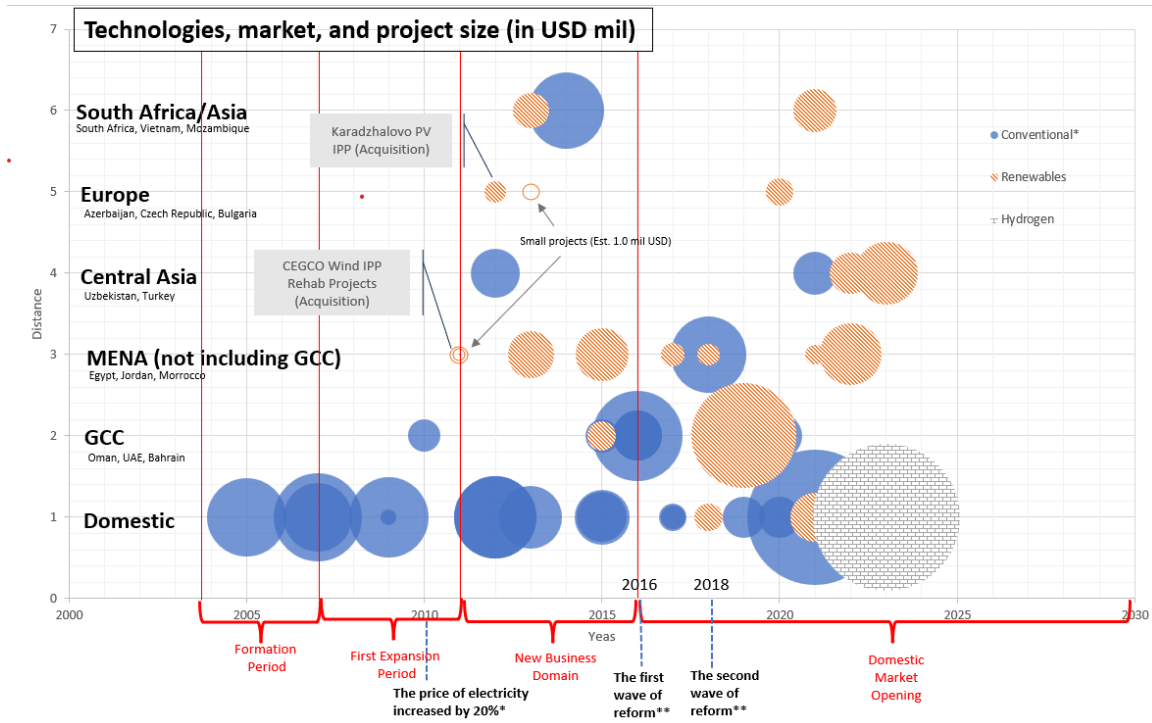 Technologies, market, and project size (in USD mil)
7
6
5
4
3
2
1
0
Distance
South Africa/Asia
South Africa, Vietnam, Mozambique
Karadzhalovo PV
IPP (Acquisition)
Conventional*
Renewables
Hydrogen
Europe
Azerbaijan, Czech Republic, Bulgaria
Small projects (Est. 1.0 mil USD)
CEGCO Wind IPP
Rehab Projects
(Acquisition)
Central Asia
Uzbekistan, Turkey
MENA (not including GCC)
Egypt, Jordan, Morrocco
GCC
Oman, UAE, Bahrain
Domestic
2016
2018
2000
2005
2010
2015
2020
2025
2030
Yeas
Formation
Period
First Expansion
Period
New Business
Domain
Domestic
Market
Opening
The price of electricity
increased by 20%*
The first
wave of
reform**
The second
wave of
reform**